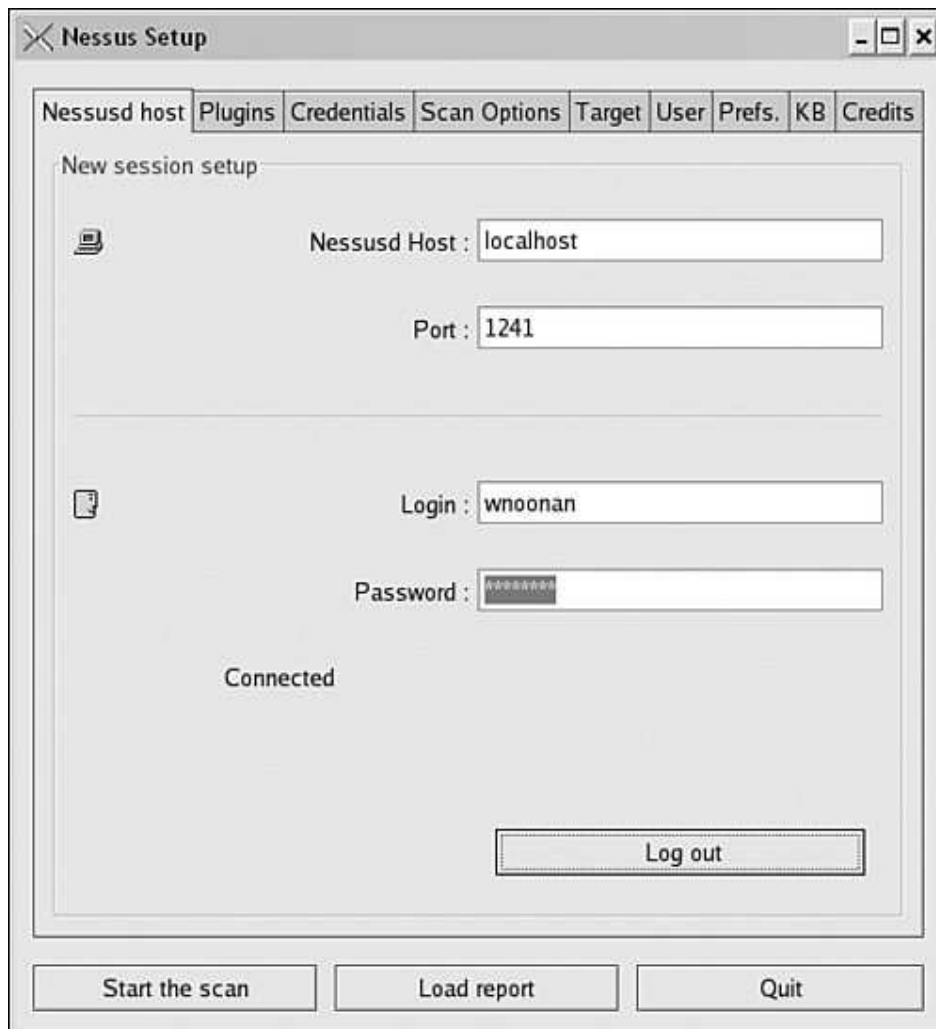 Nessus Setup
Nessusd host Plugins Credentials Scan Options Target User Prefs. KB Credits
New session setup
Nessusd Host : localhost
Port : 1241
Login : wnoonan
Password : ********
Connected
Log out
Start the scan Load report Quit